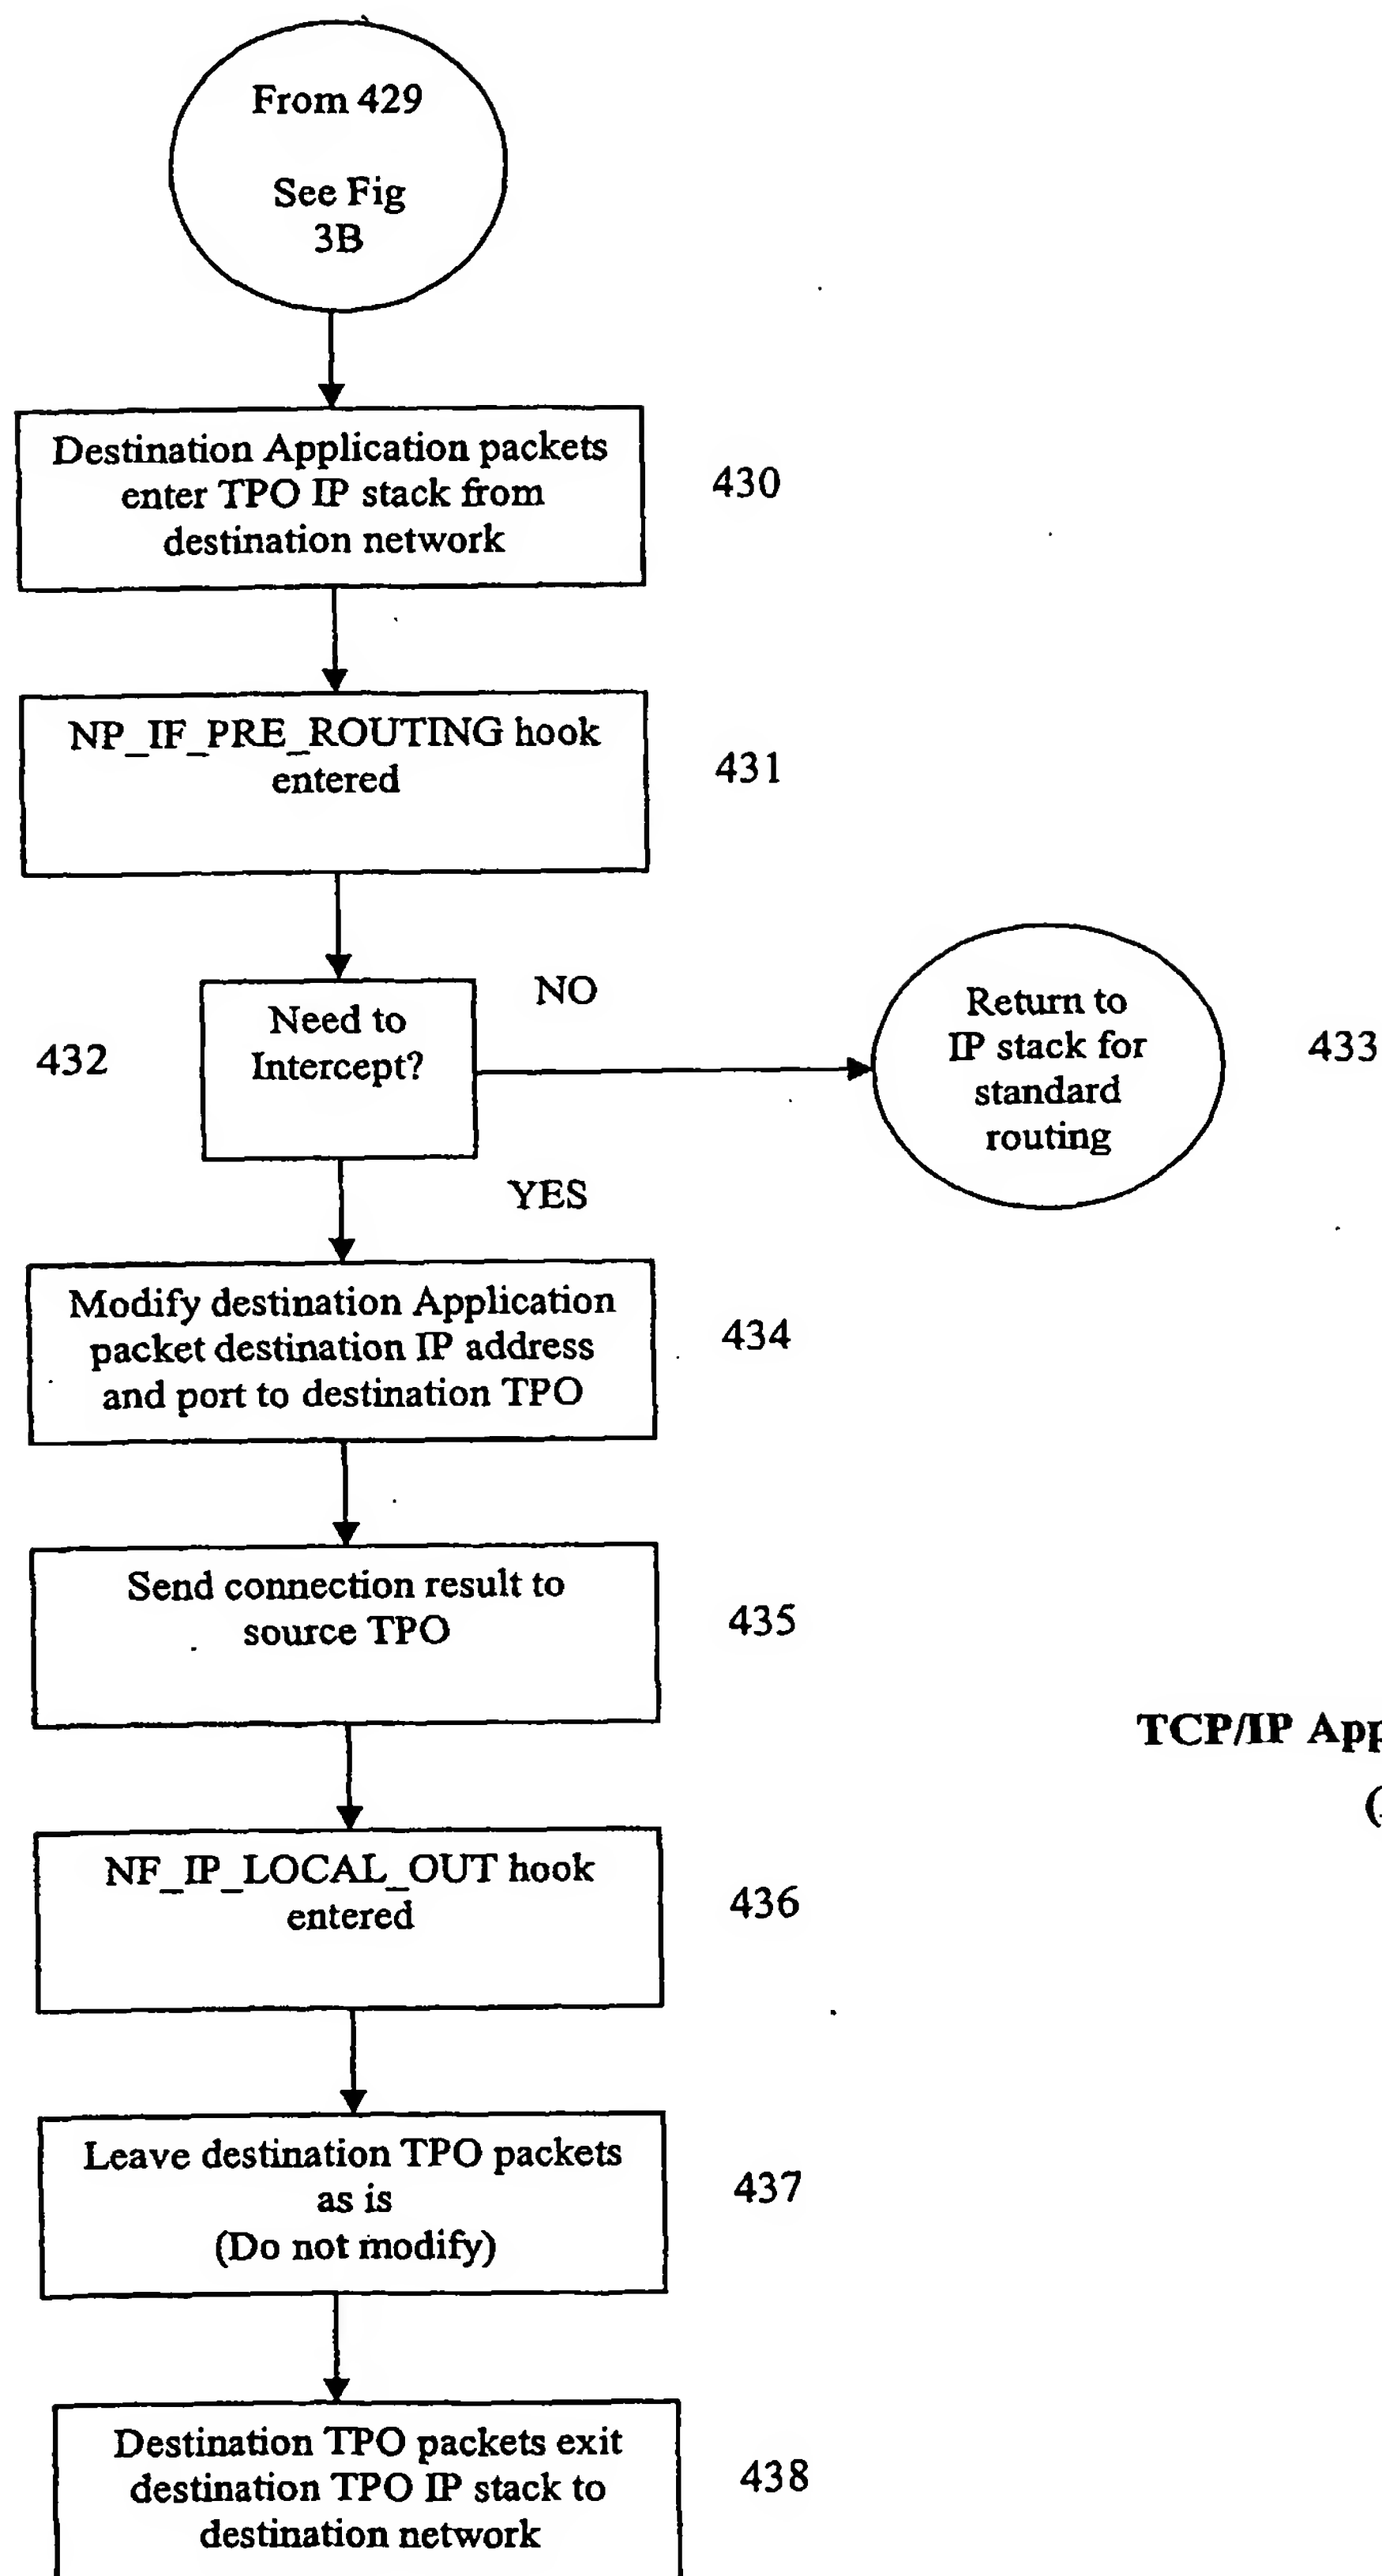 From 429
See Fig
3B
Destination Application packets
enter TPO IP stack from
destination network
430
NP_IF_PRE_ROUTING hook
entered
431
432
Need to
Intercept?
NO
Return to
IP stack for
standard
routing
433
YES
Modify destination Application
packet destination IP address
and port to destination TPO
434
Send connection result to
source TPO
435
TCP/IP App
(
NF_IP_LOCAL_OUT hook
entered
436
Leave destination TPO packets
as is
(Do not modify)
437
Destination TPO packets exit
destination TPO IP stack to
destination network
438